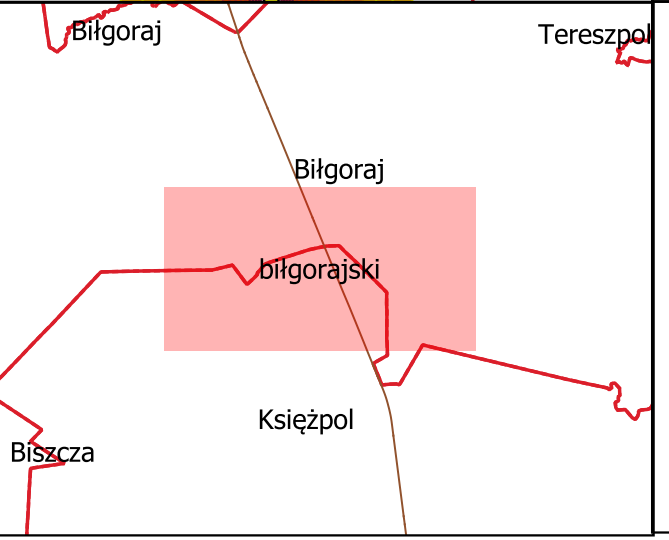 Biłgoraj
Tereszpol
Biłgoraj
biłgorajski
Księżpol
Biszcza